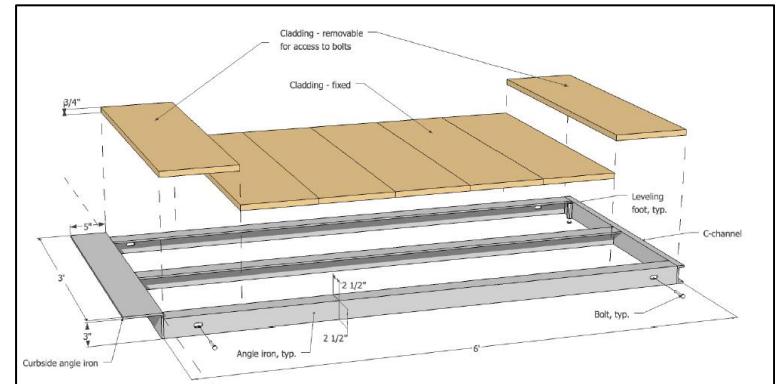 Cladding - removable
for access to bolts
Cladding - fixed
3/4"
Leveling
foot, typ.
5"
C-channel
3'
2 1/2"
3"
2 1/2"
Bolt, typ.
Angle iron, typ.
6'
Curbside angle iron